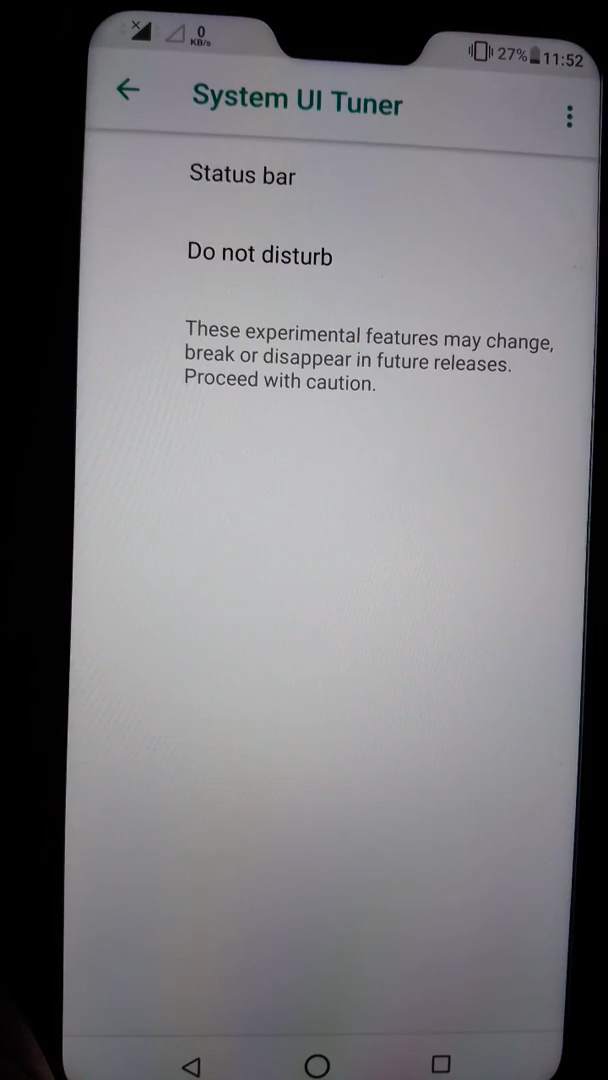 0
KB/s
27%
11:52
System UI Tuner
Status bar
Do not disturb
These experimental features may change,
break or disappear in future releases.
Proceed with caution.